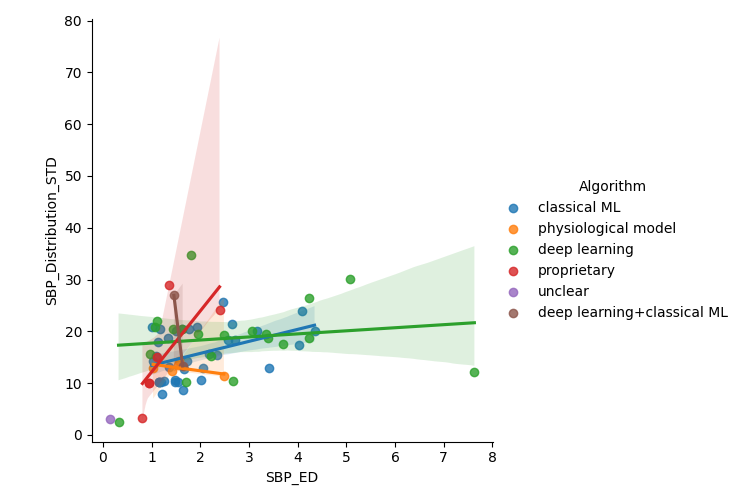 80
70
60
50
40
30
20
10
0
SBP_Distribution_STD
0 1 2 3 4 5 6 7 8
SBP_ED
Algorithm
classical ML
physiological model
deep learning
proprietary
unclear
deep learning+classical ML